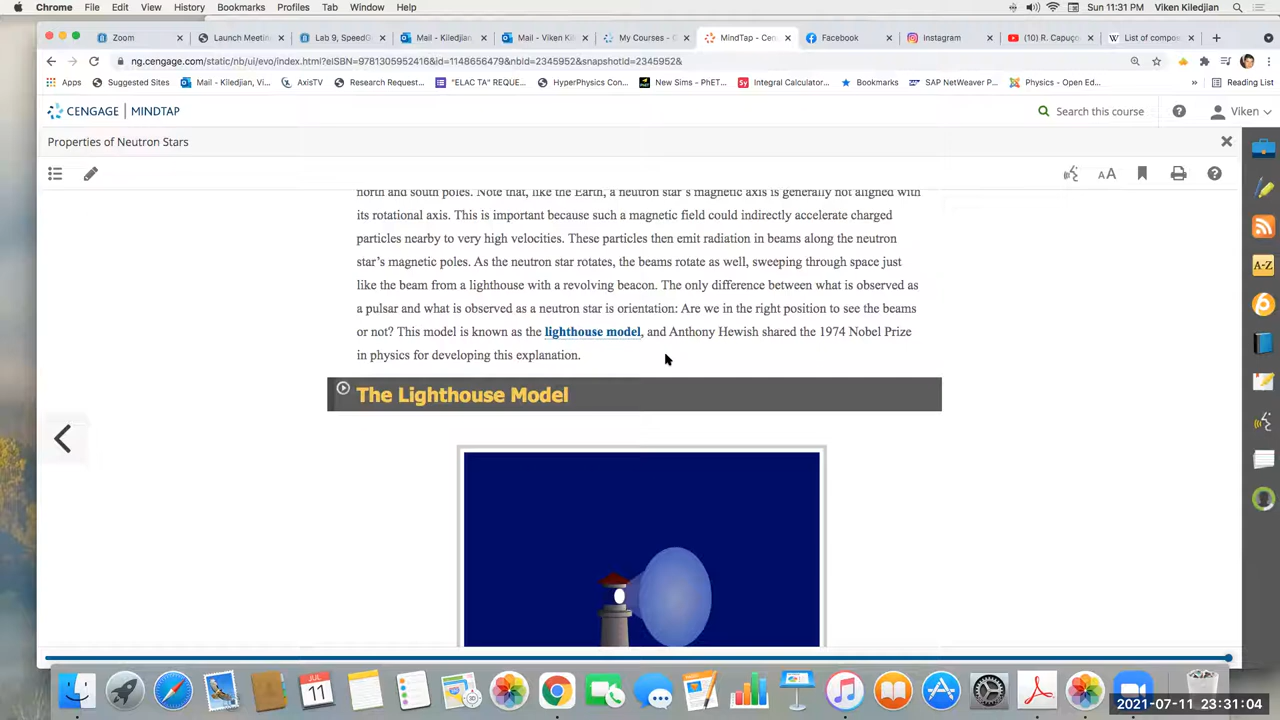 Chrome File Edit View History Bookmarks Profiles Tab Window Help Sun 11:31 PM Viken Kiledjian
Zoom Launch Meetin Lab 9, SpeedG Mail - Kiledjian, Mail - Viken K My Courses - C MindTap - Cen Facebook Instagram (10) R. Capuço List of compos
ng.cengage.com/static/nb/ui/evo/index.html?eISBN=9781305952416&id=1148656479&nbId=2345952&snapshotId=2345952&
Apps Suggested Sites Mail - Kiledjian, Vi... AxisTV Research Request... "ELAC TA" REQUE... HyperPhysics Con... New Sims - PhET... Integral Calculator... Bookmarks SAP NetWeaver P... Physics - Open Ed... » Reading List
CENGAGE | MINDTAP Search this course Viken
Properties of Neutron Stars
AA
north and south poles. Note that, like the Earth, a neutron star's magnetic axis is generally not aligned with
its rotational axis. This is important because such a magnetic field could indirectly accelerate charged
particles nearby to very high velocities. These particles then emit radiation in beams along the neutron
star's magnetic poles. As the neutron star rotates, the beams rotate as well, sweeping through space just
like the beam from a lighthouse with a revolving beacon. The only difference between what is observed as
a pulsar and what is observed as a neutron star is orientation: Are we in the right position to see the beams
or not? This model is known as the lighthouse model, and Anthony Hewish shared the 1974 Nobel Prize
in physics for developing this explanation.
The Lighthouse Model
A-Z
JUL
11
2021-07-11 23:31:04